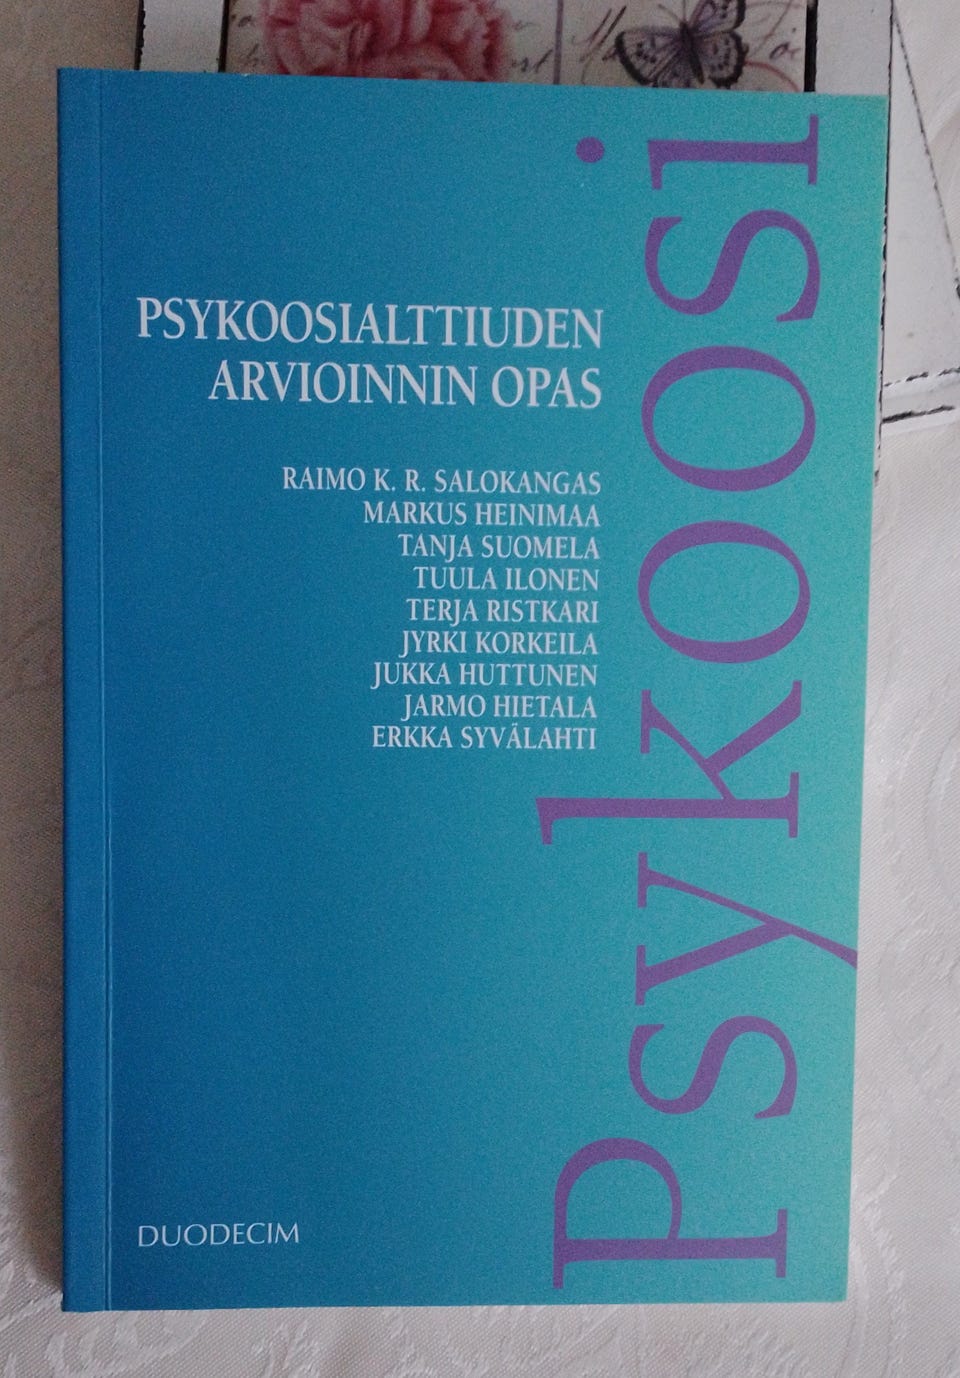 PSYKOOSIALTTIUDEN
ARVIOINNIN OPAS
RAIMO K. R. SALOKANGAS
MARKUS HEINIMAA
TANJA SUOMELA
TUULA ILONEN
TERJA RISTKARI
JYRKI KORKEILA
JUKKA HUTTUNEN
JARMO HIETALA
ERKKA SYVÄLAHTI
Psykoosi
DUODECIM